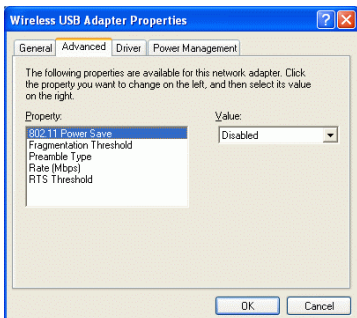 Wireless USB Adapter Properties
General Advanced Driver Power Management
The following properties are available for this network adapter. Click
the property you want to change on the left, and then select its value
on the right.
Property: Value:
802.11 Power Save Disabled
Fragmentation Threshold
Preamble Type
Rate (Mbps)
RTS Threshold
OK Cancel